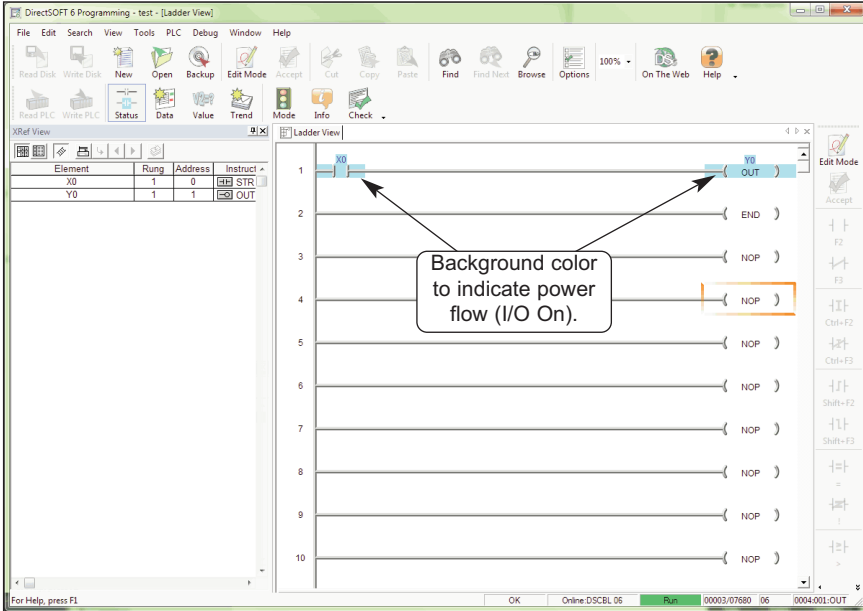 DirectSOFT 6 Programming - test - [Ladder View]
File Edit Search View Tools PLC Debug Window Help
Read Disk Write Disk New Open Backup Edit Mode Accept Cut Copy Paste Find Find Next Browse Options 100% On The Web Help
Read PLC Write PLC Status Data Value Trend Mode Info Check
XRef View
Ladder View
Element Rung Address Instruct
X0 1 0 STR
Y0 1 1 OUT
X0 Y0
1 OUT
2 END
3 NOP
4 NOP
5 NOP
6 NOP
7 NOP
8 NOP
9 NOP
10 NOP
Background color
to indicate power
flow (I/O On).
Edit Mode
Accept
F2
F3
Ctrl+F2
Ctrl+F3
Shift+F2
Shift+F3
=
!
>
For Help, press F1 OK Online:DSCBL 06 Run 00003/07680 06 0004:001:OUT